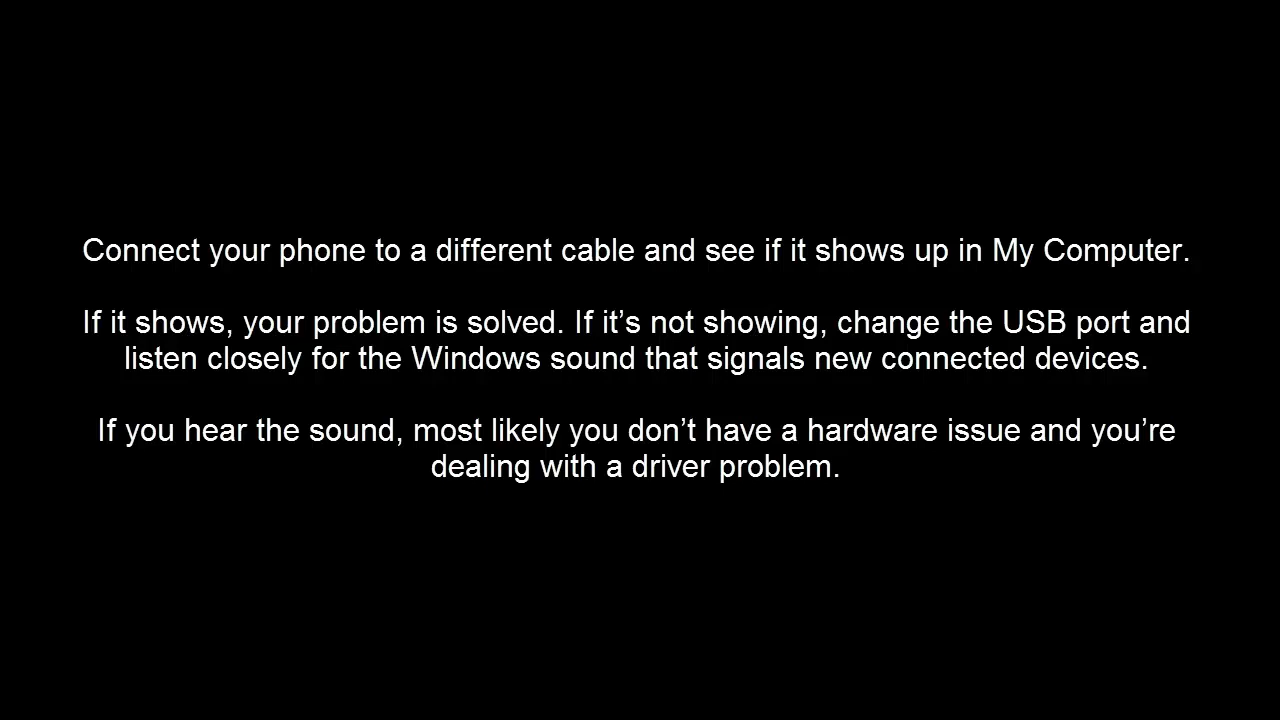 Connect your phone to a different cable and see if it shows up in My Computer.
If it shows, your problem is solved. If it’s not showing, change the USB port and
listen closely for the Windows sound that signals new connected devices.
If you hear the sound, most likely you don’t have a hardware issue and you’re
dealing with a driver problem.